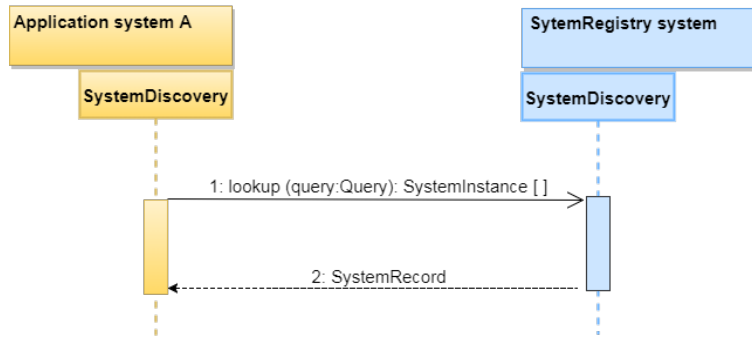 Application system A
SytemRegistry system
SystemDiscovery
SystemDiscovery
1: lookup (query:Query): SystemInstance [ ]
2: SystemRecord